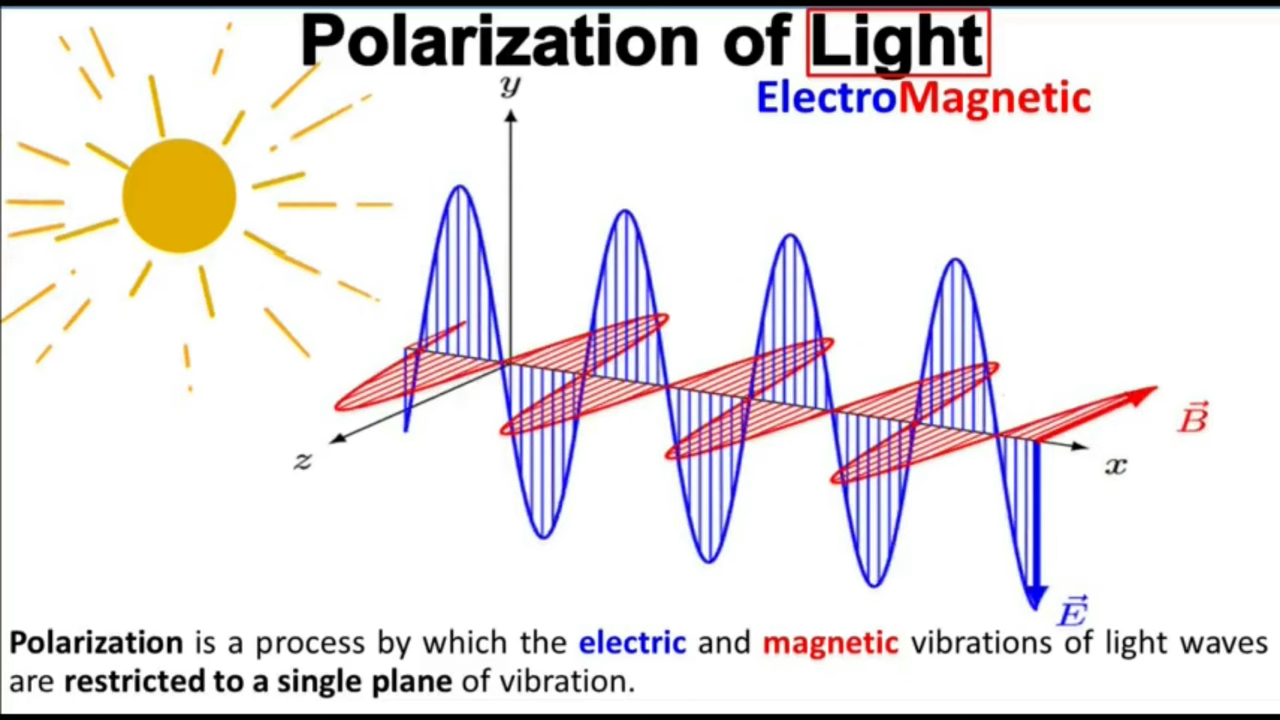 Polarization of Light
ElectroMagnetic
y
B⃗
z
x
E⃗
Polarization is a process by which the electric and magnetic vibrations of light waves
are restricted to a single plane of vibration.